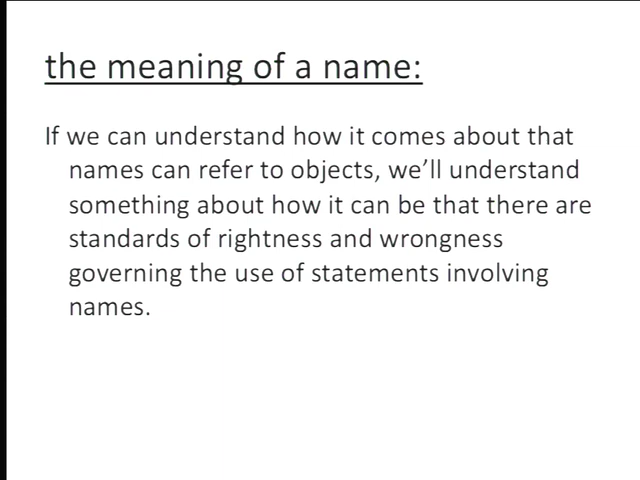 the meaning of a name:
If we can understand how it comes about that
names can refer to objects, we’ll understand
something about how it can be that there are
standards of rightness and wrongness
governing the use of statements involving
names.